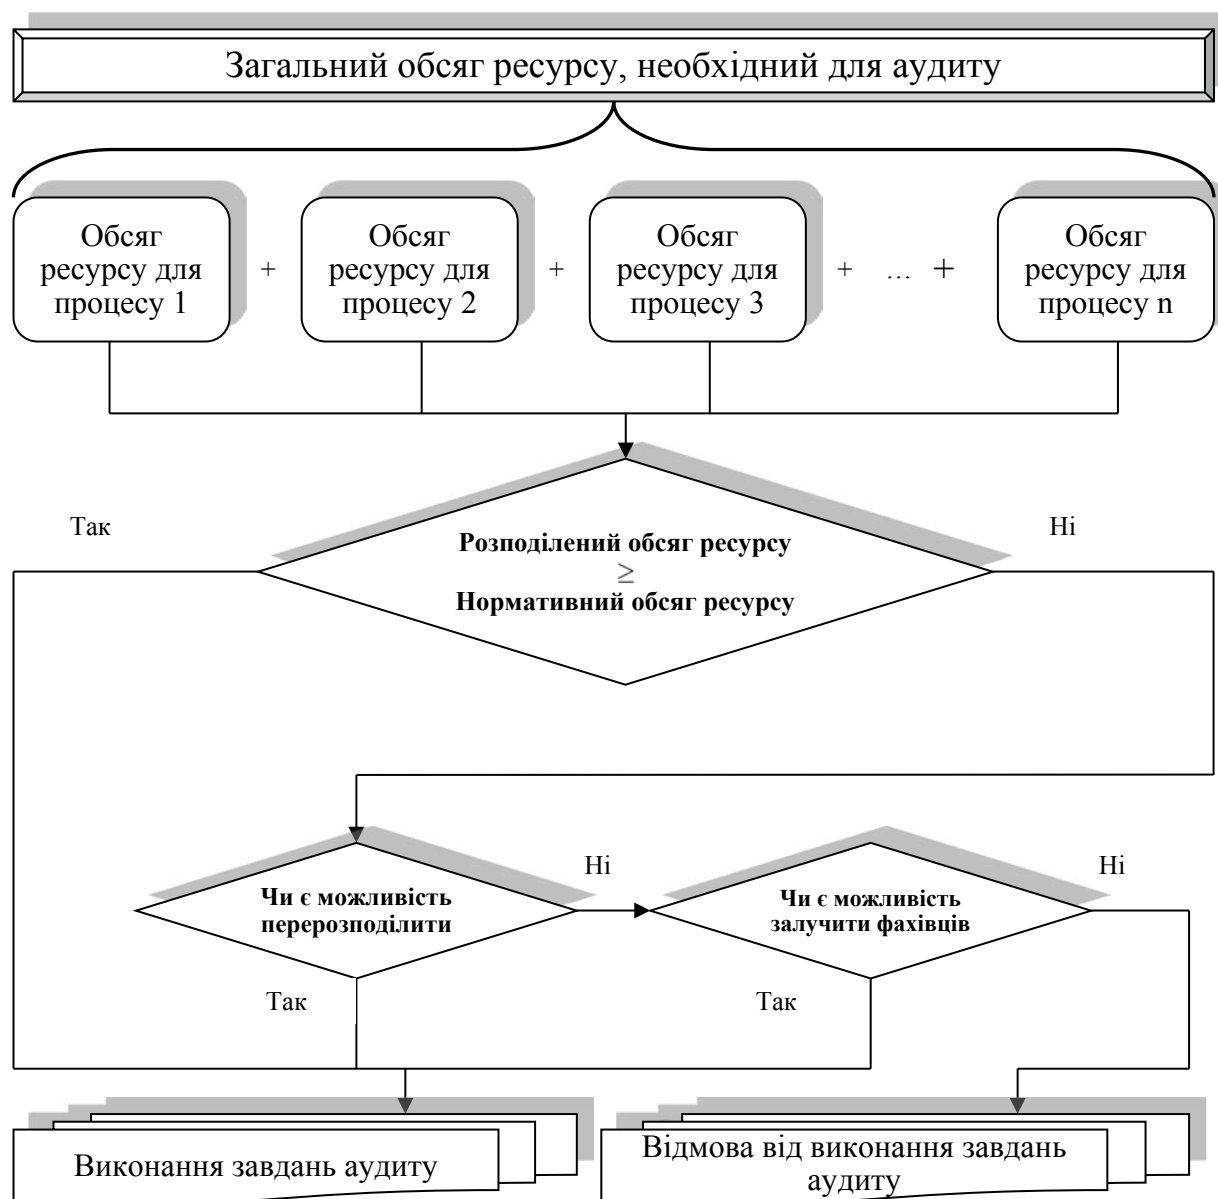 Загальний обсяг ресурсу, необхідний для аудиту
Обсяг
ресурсу для
процесу 1
+
Обсяг
ресурсу для
процесу 2
+
Обсяг
ресурсу для
процесу 3
+ … +
Обсяг
ресурсу для
процесу n
Так
Ні
Розподілений обсяг ресурсу
≥
Нормативний обсяг ресурсу
Чи є можливість
перерозподілити
Ні
Чи є можливість
залучити фахівців
Ні
Так
Так
Виконання завдань аудиту
Відмова від виконання завдань
аудиту